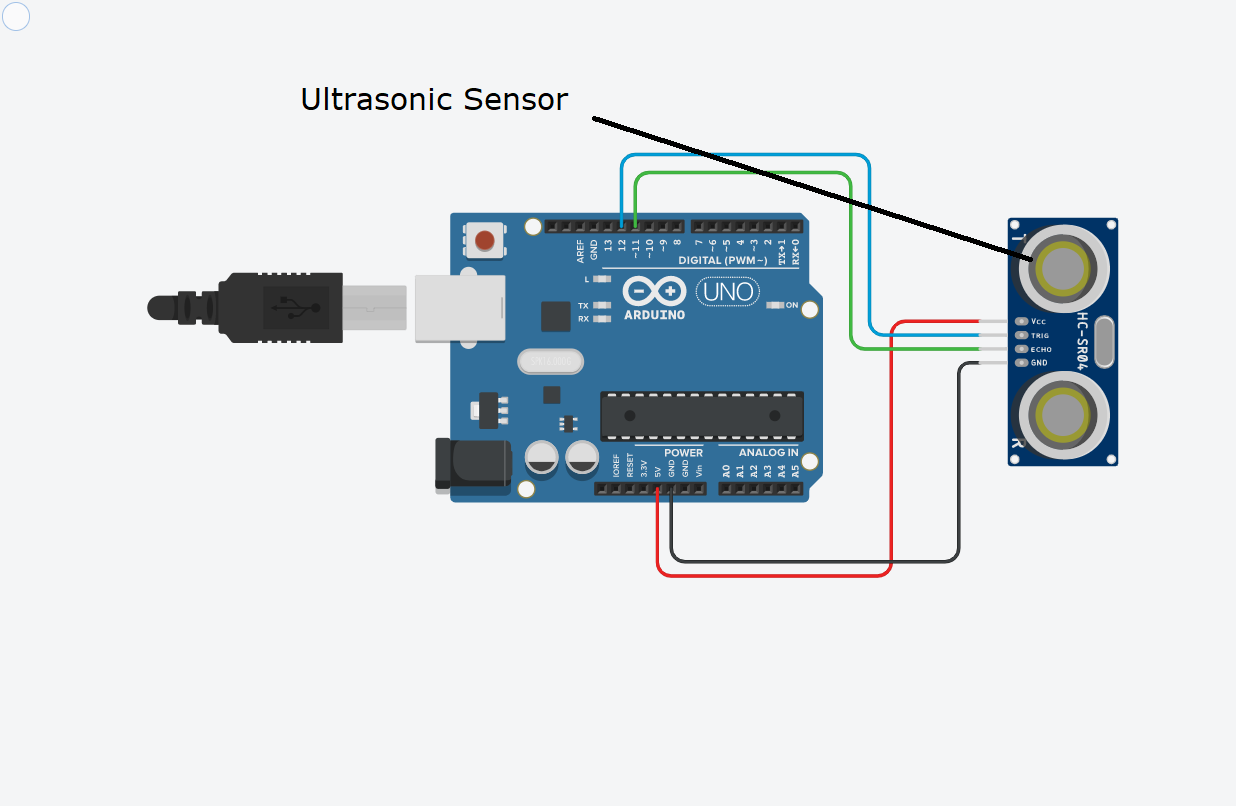 Ultrasonic Sensor
AREF
GND
13
12
~11
~10
~9
8
7
~6
~5
4
~3
2
TX→1
RX←0
DIGITAL (PWM~)
L
TX
RX
ARDUINO
UNO
ON
T
HC-SR04
Vcc
TRIG
ECHO
GND
R
POWER
ANALOG IN
IOREF
RESET
3.3V
5V
GND
GND
Vin
A0
A1
A2
A3
A4
A5